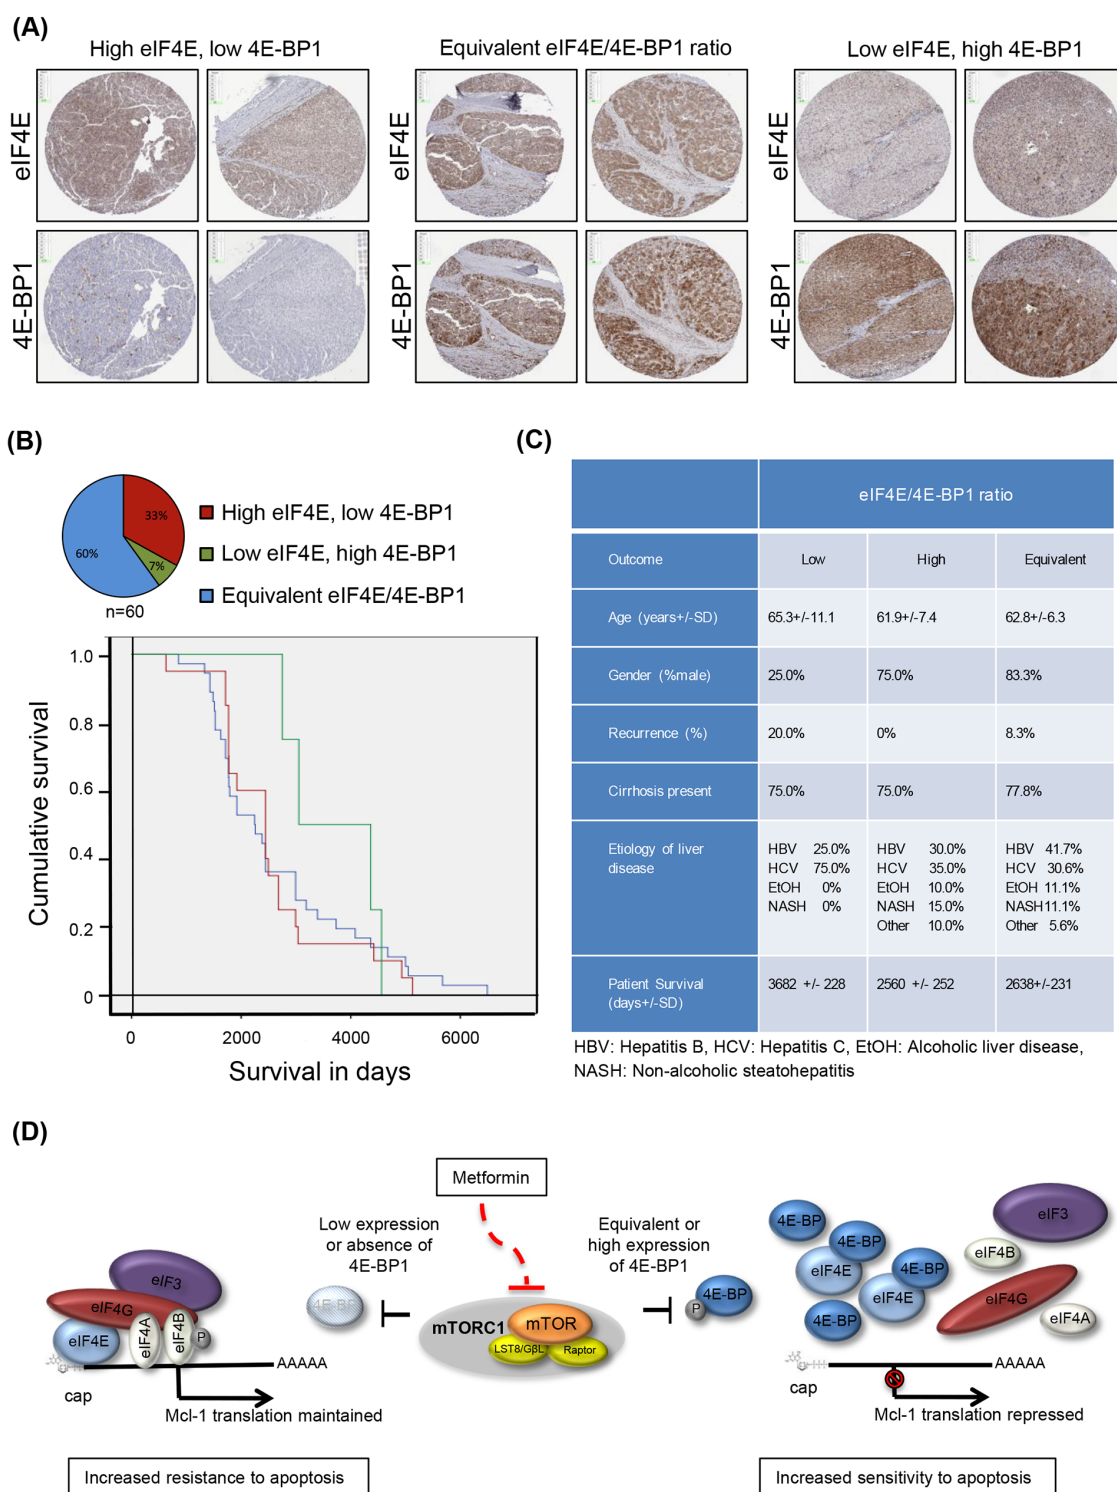 (A)
High eIF4E, low 4E-BP1
Equivalent eIF4E/4E-BP1 ratio
Low eIF4E, high 4E-BP1
eIF4E
eIF4E
eIF4E
4E-BP1
4E-BP1
4E-BP1
(B)
33%
7%
60%
n=60
High eIF4E, low 4E-BP1
Low eIF4E, high 4E-BP1
Equivalent eIF4E/4E-BP1
Cumulative survival
1.0
0.8
0.6
0.4
0.2
0
0 2000 4000 6000
Survival in days
(C)
eIF4E/4E-BP1 ratio
Outcome Low High Equivalent
Age (years+/-SD) 65.3+/-11.1 61.9+/-7.4 62.8+/-6.3
Gender (%male) 25.0% 75.0% 83.3%
Recurrence (%) 20.0% 0% 8.3%
Cirrhosis present 75.0% 75.0% 77.8%
Etiology of liver disease
HBV 25.0% HBV 30.0% HBV 41.7%
HCV 75.0% HCV 35.0% HCV 30.6%
EtOH 0% EtOH 10.0% EtOH 11.1%
NASH 0% NASH 15.0% NASH 11.1%
Other 10.0% Other 5.6%
Patient Survival (days+/-SD) 3682 +/- 228 2560 +/- 252 2638+/-231
HBV: Hepatitis B, HCV: Hepatitis C, EtOH: Alcoholic liver disease,
NASH: Non-alcoholic steatohepatitis
(D)
Metformin
Low expression
or absence of
4E-BP1
Equivalent or
high expression
of 4E-BP1
eIF3
eIF4G
eIF4E
eIF4A
eIF4B
P
cap
AAAAA
Mcl-1 translation maintained
4E-BP
mTORC1
mTOR
LST8/GβL
Raptor
P
4E-BP
4E-BP
4E-BP
eIF4E
4E-BP
eIF4E
4E-BP
eIF3
eIF4B
eIF4G
eIF4A
cap
AAAAA
Mcl-1 translation repressed
Increased resistance to apoptosis
Increased sensitivity to apoptosis